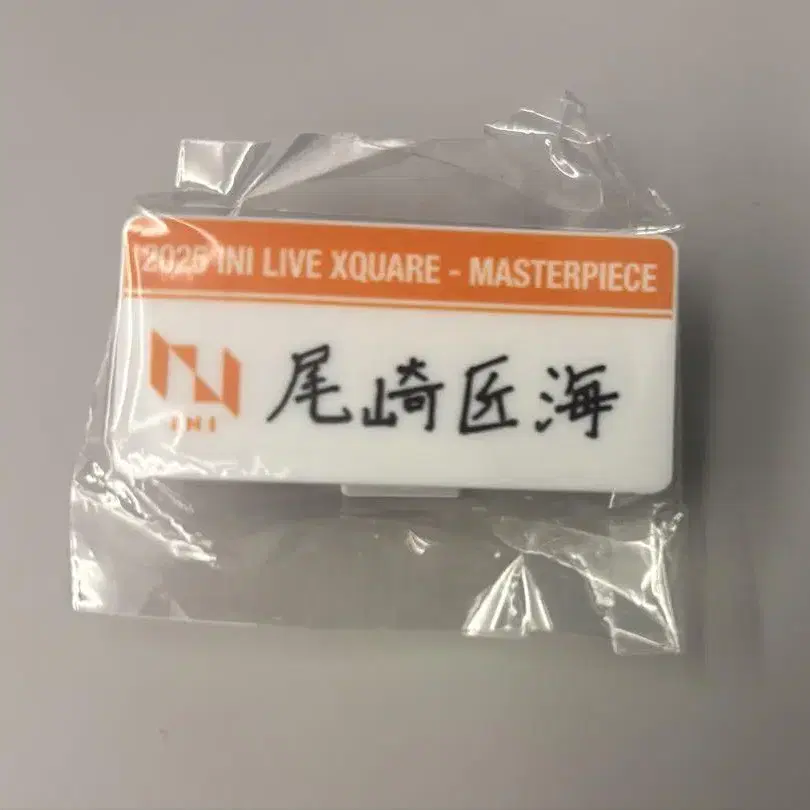 2025 INI LIVE XQUARE - MASTERPIECE
INI
尾崎匠海